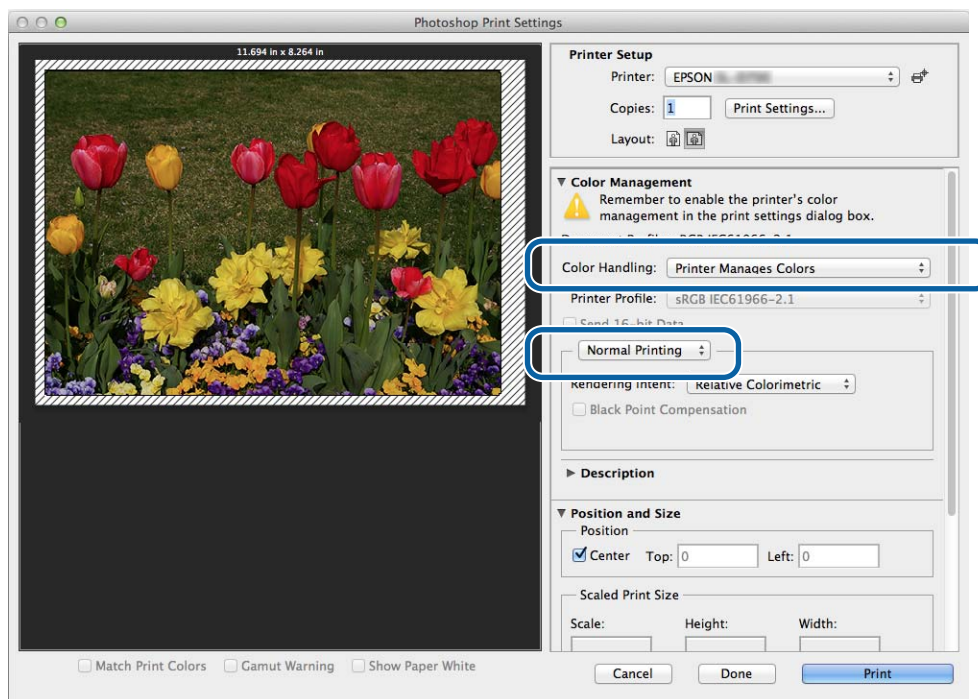 Photoshop Print Settings
11.694 in x 8.264 in
Printer Setup
Printer: EPSON
Copies: 1 Print Settings...
Layout:
Color Management
Remember to enable the printer's color
management in the print settings dialog box.
Color Handling: Printer Manages Colors
Printer Profile: sRGB IEC61966-2.1
Send 16-bit Data
Normal Printing
Rendering Intent: Relative Colorimetric
Black Point Compensation
Description
Position and Size
Position
Center Top: 0 Left: 0
Scaled Print Size
Scale: Height: Width:
Match Print Colors Gamut Warning Show Paper White
Cancel Done Print